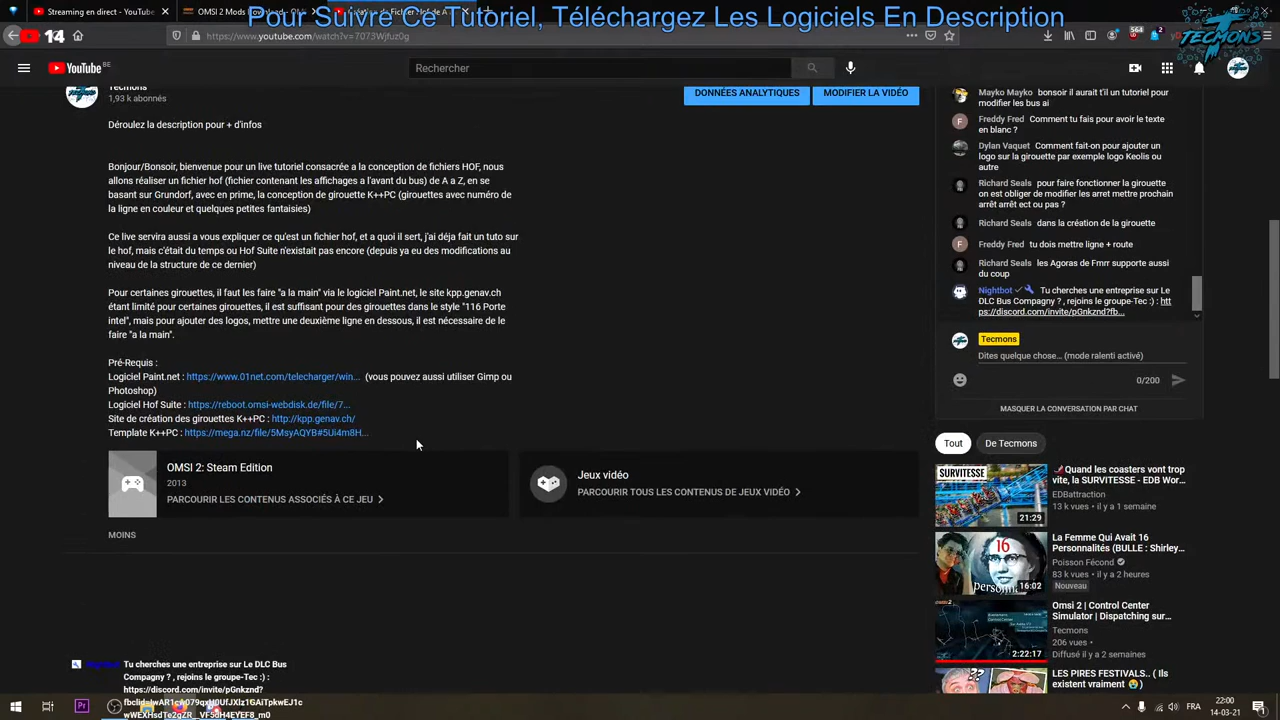 Pour Suivre Ce Tutoriel, Téléchargez Les Logiciels En Description
Streaming en direct - YouTube
OMSI 2 Mods
14
https://www.youtube.com/watch?v=7073Wjfuz0g
564
2
TECMONS
YouTube BE
Rechercher
Tecmons
1,93 k abonnés
DONNÉES ANALYTIQUES
MODIFIER LA VIDÉO
Déroulez la description pour + d'infos
Bonjour/Bonsoir, bienvenue pour un live tutoriel consacrée a la conception de fichiers HOF, nous
allons réaliser un fichier hof (fichier contenant les affichages a l'avant du bus) de A a Z, en se
basant sur Grundorf, avec en prime, la conception de girouette K++PC (girouettes avec numéro de
la ligne en couleur et quelques petites fantaisies)
Ce live servira aussi a vous expliquez ce qu'est un fichier hof, et a quoi il sert, j'ai déja fait un tuto sur
le hof, mais c'était du temps ou Hof Suite n'existait pas encore (depuis ya eu des modifications au
niveau de la structure de ce dernier)
Pour certaines girouettes, il faut les faire "a la main" via le logiciel Paint.net, le site kpp.genav.ch
étant limité pour certaines girouettes, il est suffisant pour des girouettes dans le style "116 Porte
intel", mais pour ajouter des logos, mettre une deuxième ligne en dessous, il est nécessaire de le
faire "a la main".
Pré-Requis :
Logiciel Paint.net : https://www.01net.com/telecharger/win... (vous pouvez aussi utiliser Gimp ou
Photoshop)
Logiciel Hof Suite : https://reboot.omsi-webdisk.de/file/7...
Site de création des girouettes K++PC : http://kpp.genav.ch/
Template K++PC : https://mega.nz/file/5MsyAQYB#5Ui4m8H...
OMSI 2: Steam Edition
2013
PARCOURIR LES CONTENUS ASSOCIÉS À CE JEU
Jeux vidéo
PARCOURIR TOUS LES CONTENUS DE JEUX VIDÉO
MOINS
Mayko Mayko bonsoir il aurait t'il un tutoriel pour
modifier les bus ai
Freddy Fred Comment tu fais pour avoir le texte
en blanc ?
Dylan Vaquet Comment fait-on pour ajouter un
logo sur la girouette par exemple logo Keolis ou
autre
Richard Seals pour faire fonctionner la girouette
on est obliger de modifier les arret mettre prochain
arrêt arrêt ect ou pas ?
Richard Seals dans la création de la girouette
Freddy Fred tu dois mettre ligne + route
Richard Seals les Agoras de Fmrr supporte aussi
du coup
Nightbot Tu cherches une entreprise sur Le
DLC Bus Compagny ? , rejoins le groupe-Tec :) : htt
ps://discord.com/invite/pGnkznd?fb...
Tecmons
Dites quelque chose... (mode ralenti activé)
0/200
MASQUER LA CONVERSATION PAR CHAT
Tout
De Tecmons
SURVITESSE
21:29
Quand les coasters vont trop
vite, la SURVITESSE - EDB Wor...
EDBattraction
13 k vues • il y a 1 semaine
16
16:02
La Femme Qui Avait 16
Personnalités (BULLE : Shirley...
Poisson Fécond
83 k vues • il y a 2 heures
Nouveau
2:22:17
Omsi 2 | Control Center
Simulator | Dispatching sur...
Tecmons
206 vues •
Diffusé il y a 2 semaines
LES PIRES FESTIVALS.. ( Ils
existent vraiment 😭 )
Nightbot Tu cherches une entreprise sur Le DLC Bus
Compagny ? , rejoins le groupe-Tec :) :
https://discord.com/invite/pGnkznd?
FRA
22:00
14-03-21